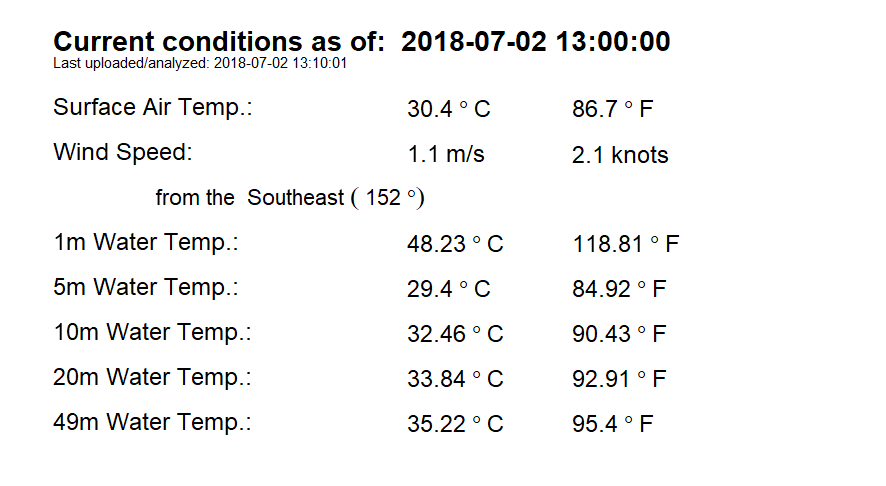 Current conditions as of: 2018-07-02 13:00:00
Last uploaded/analyzed: 2018-07-02 13:10:01
Surface Air Temp.: 30.4 ° C 86.7 ° F
Wind Speed: 1.1 m/s 2.1 knots
from the Southeast ( 152 °)
1m Water Temp.: 48.23 ° C 118.81 ° F
5m Water Temp.: 29.4 ° C 84.92 ° F
10m Water Temp.: 32.46 ° C 90.43 ° F
20m Water Temp.: 33.84 ° C 92.91 ° F
49m Water Temp.: 35.22 ° C 95.4 ° F